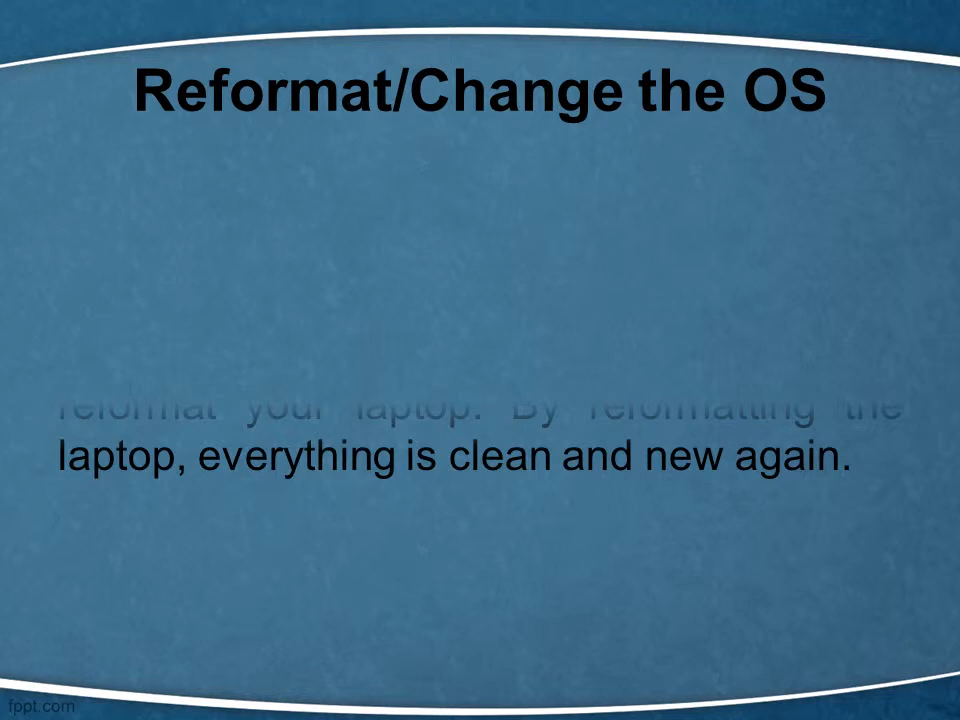 Reformat/Change the OS
reformat your laptop. By reformatting the
laptop, everything is clean and new again.
fppt.com